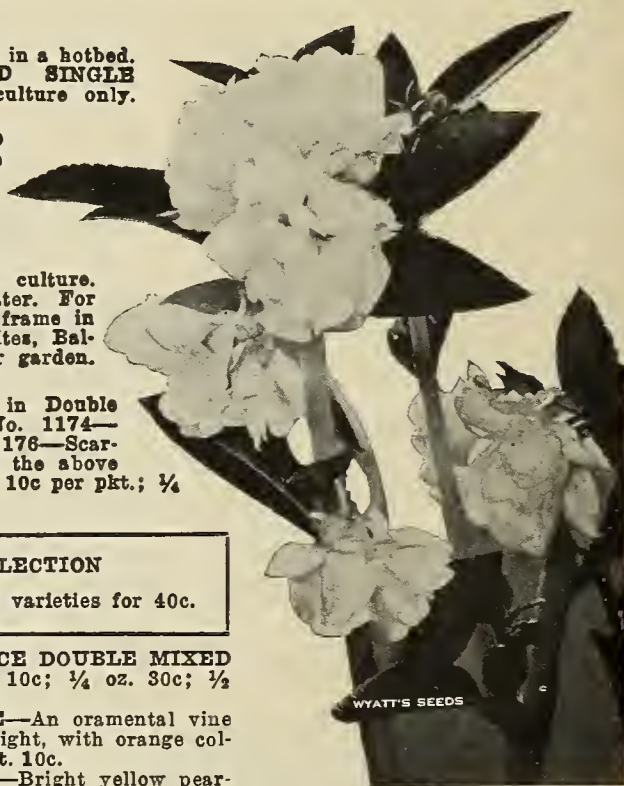 in a hotbed.
D SINGLE
culture only.
culture.
ter. For
frame in
ites, Bal-
r garden.
in Double
No. 1174—
176—Scar-
the above
10c per pkt.; ¼
LECTION
varieties for 40c.
CE DOUBLE MIXED
10c; ¼ oz. 30c; ½
E—An oramental vine
ight, with orange col-
t. 10c.
—Bright yellow pear-
WYATT'S SEEDS